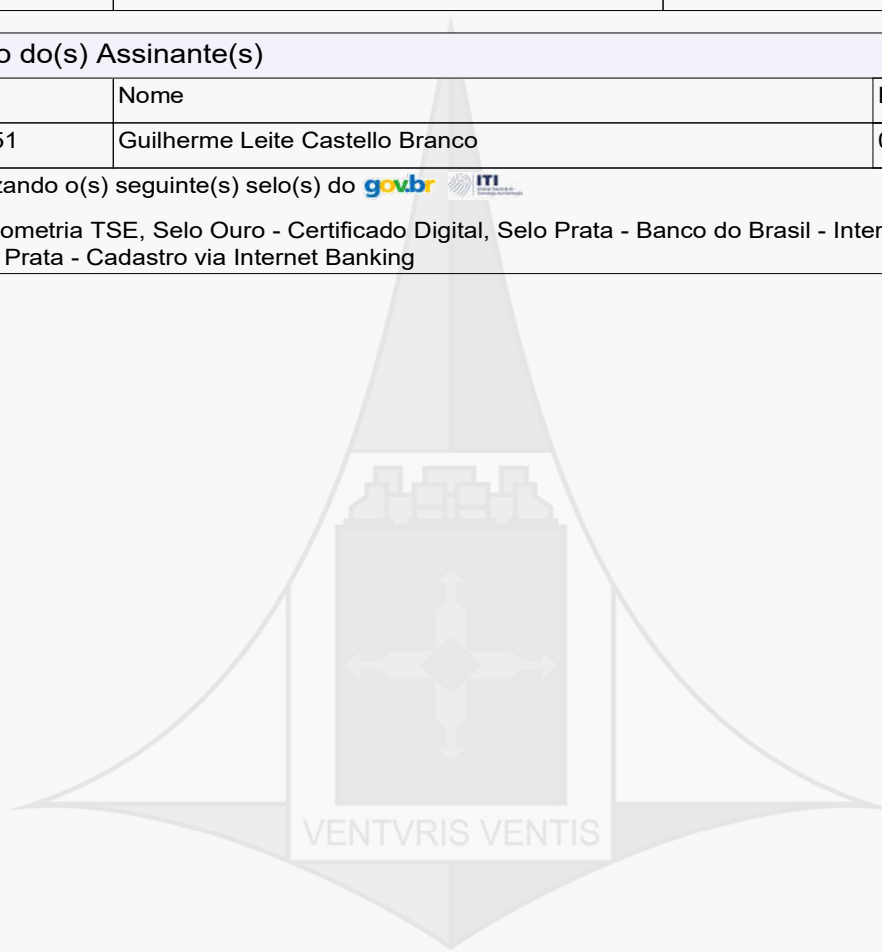 o do(s) Assinante(s)
Nome
51 Guilherme Leite Castello Branco
zando o(s) seguinte(s) selo(s) do gov.br ITI
ometria TSE, Selo Ouro - Certificado Digital, Selo Prata - Banco do Brasil - Inter
Prata - Cadastro via Internet Banking
VENTVRIS VENTIS